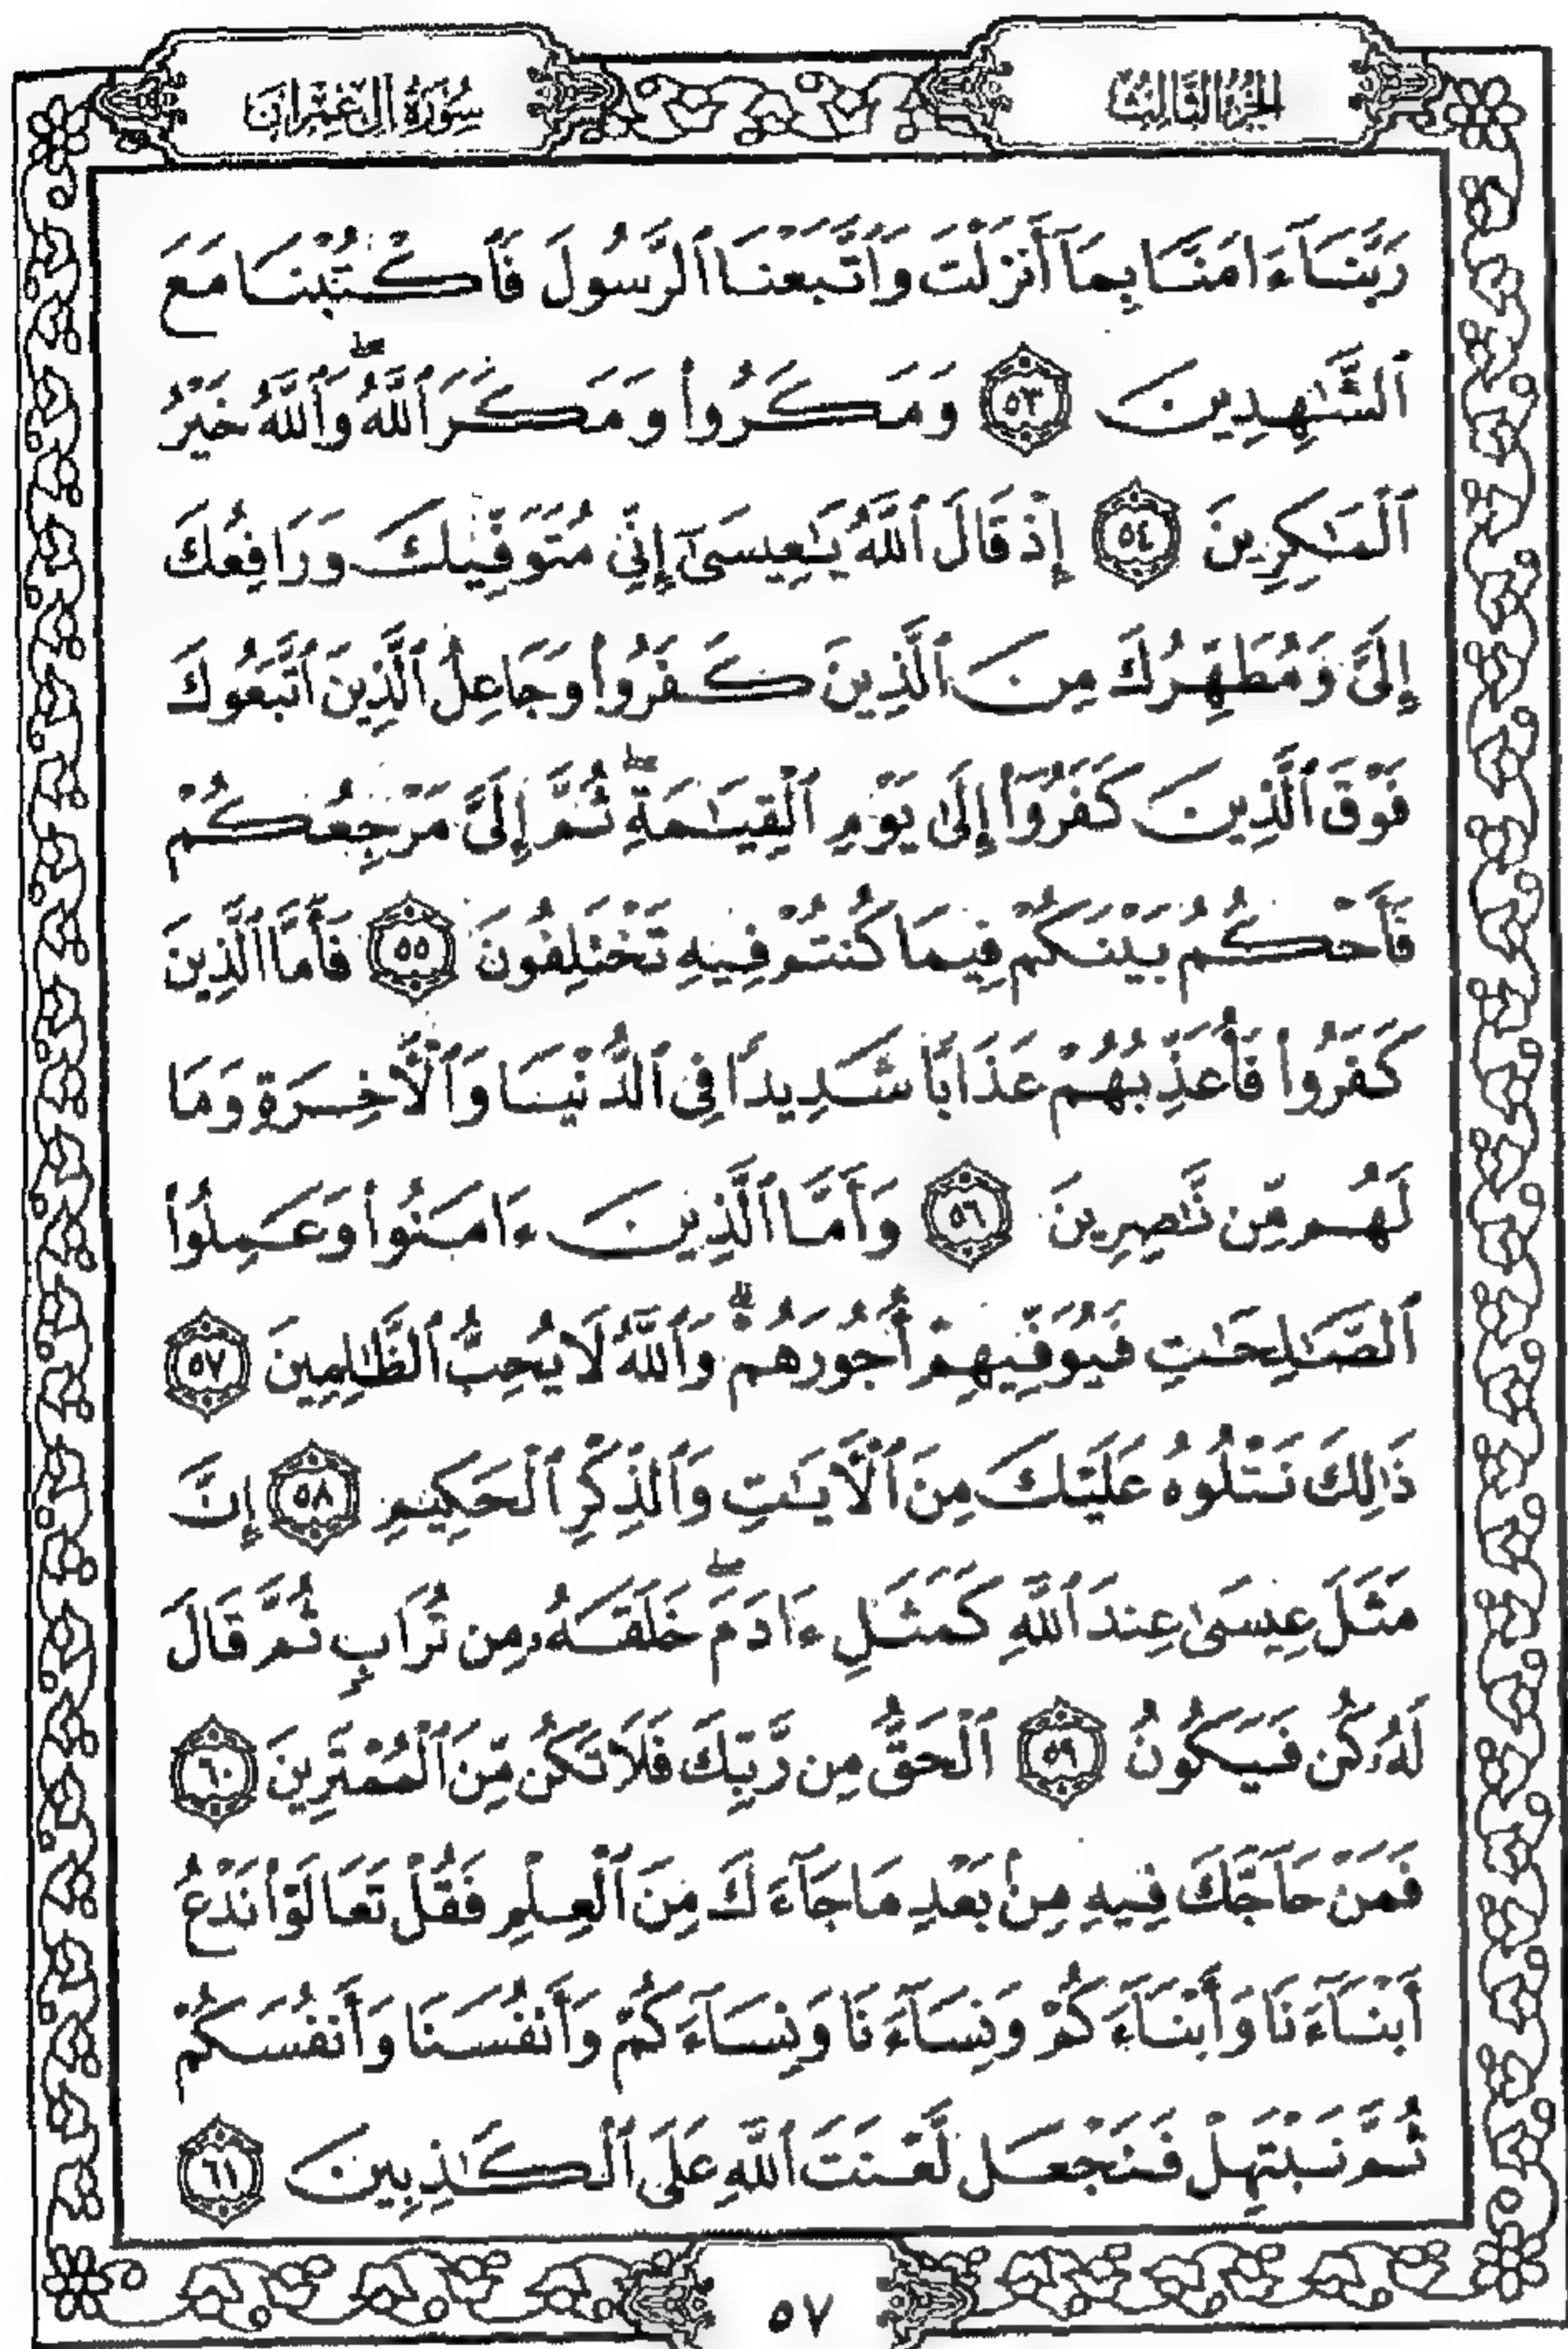 الجزء الثالث
سورة آل عمران
رَبَّنَآ ءَامَنَّا بِمَآ أَنزَلْتَ وَٱتَّبَعْنَا ٱلرَّسُولَ فَٱكْتُبْنَا مَعَ
ٱلشَّٰهِدِينَ ٥٣ وَمَكَرُوا۟ وَمَكَرَ ٱللَّهُ ۖ وَٱللَّهُ خَيْرُ
ٱلْمَٰكِرِينَ ٥٤ إِذْ قَالَ ٱللَّهُ يَٰعِيسَىٰٓ إِنِّى مُتَوَفِّيكَ وَرَافِعُكَ
إِلَىَّ وَمُطَهِّرُكَ مِنَ ٱلَّذِينَ كَفَرُوا۟ وَجَاعِلُ ٱلَّذِينَ ٱتَّبَعُوكَ
فَوْقَ ٱلَّذِينَ كَفَرُوٓا۟ إِلَىٰ يَوْمِ ٱلْقِيَٰمَةِ ۖ ثُمَّ إِلَىَّ مَرْجِعُكُمْ
فَأَحْكُمُ بَيْنَكُمْ فِيمَا كُنتُمْ فِيهِ تَخْتَلِفُونَ ٥٥ فَأَمَّا ٱلَّذِينَ
كَفَرُوا۟ فَأُعَذِّبُهُمْ عَذَابًا شَدِيدًا فِى ٱلدُّنْيَا وَٱلْءَاخِرَةِ وَمَا
لَهُم مِّن نَّٰصِرِينَ ٥٦ وَأَمَّا ٱلَّذِينَ ءَامَنُوا۟ وَعَمِلُوا۟
ٱلصَّٰلِحَٰتِ فَيُوَفِّيهِمْ أُجُورَهُمْ ۗ وَٱللَّهُ لَا يُحِبُّ ٱلظَّٰلِمِينَ ٥٧
ذَٰلِكَ نَتْلُوهُ عَلَيْكَ مِنَ ٱلْءَايَٰتِ وَٱلذِّكْرِ ٱلْحَكِيمِ ٥٨ إِنَّ
مَثَلَ عِيسَىٰ عِندَ ٱللَّهِ كَمَثَلِ ءَادَمَ ۖ خَلَقَهُۥ مِن تُرَابٍ ثُمَّ قَالَ
لَهُۥ كُن فَيَكُونُ ٥٩ ٱلْحَقُّ مِن رَّبِّكَ فَلَا تَكُن مِّنَ ٱلْمُمْتَرِينَ ٦٠
فَمَنْ حَآجَّكَ فِيهِ مِنۢ بَعْدِ مَا جَآءَكَ مِنَ ٱلْعِلْمِ فَقُلْ تَعَالَوْا۟ نَدْعُ
أَبْنَآءَنَا وَأَبْنَآءَكُمْ وَنِسَآءَنَا وَنِسَآءَكُمْ وَأَنفُسَنَا وَأَنفُسَكُمْ
ثُمَّ نَبْتَهِلْ فَنَجْعَل لَّعْنَتَ ٱللَّهِ عَلَى ٱلْكَٰذِبِينَ ٦١
٥٧